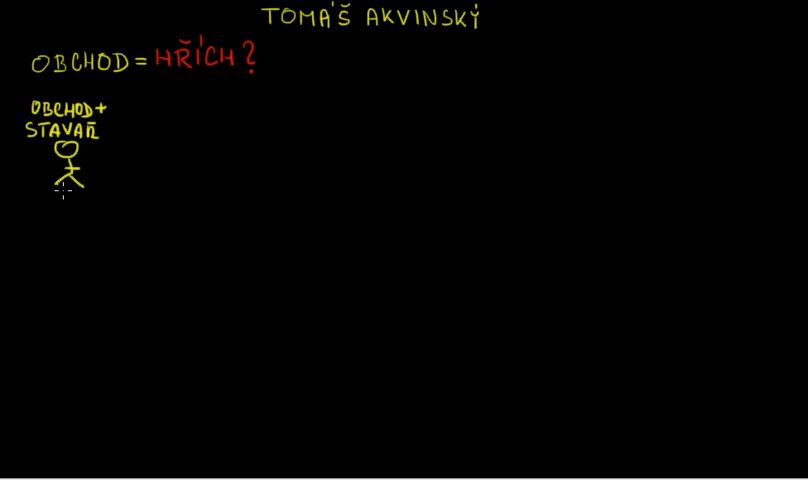 TOMÁŠ AKVINSKÝ
OBCHOD = HŘÍCH?
OBCHOD +
STAVAŘ